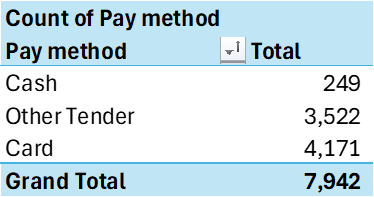 Count of Pay method
Pay method Total
Cash 249
Other Tender 3,522
Card 4,171
Grand Total 7,942